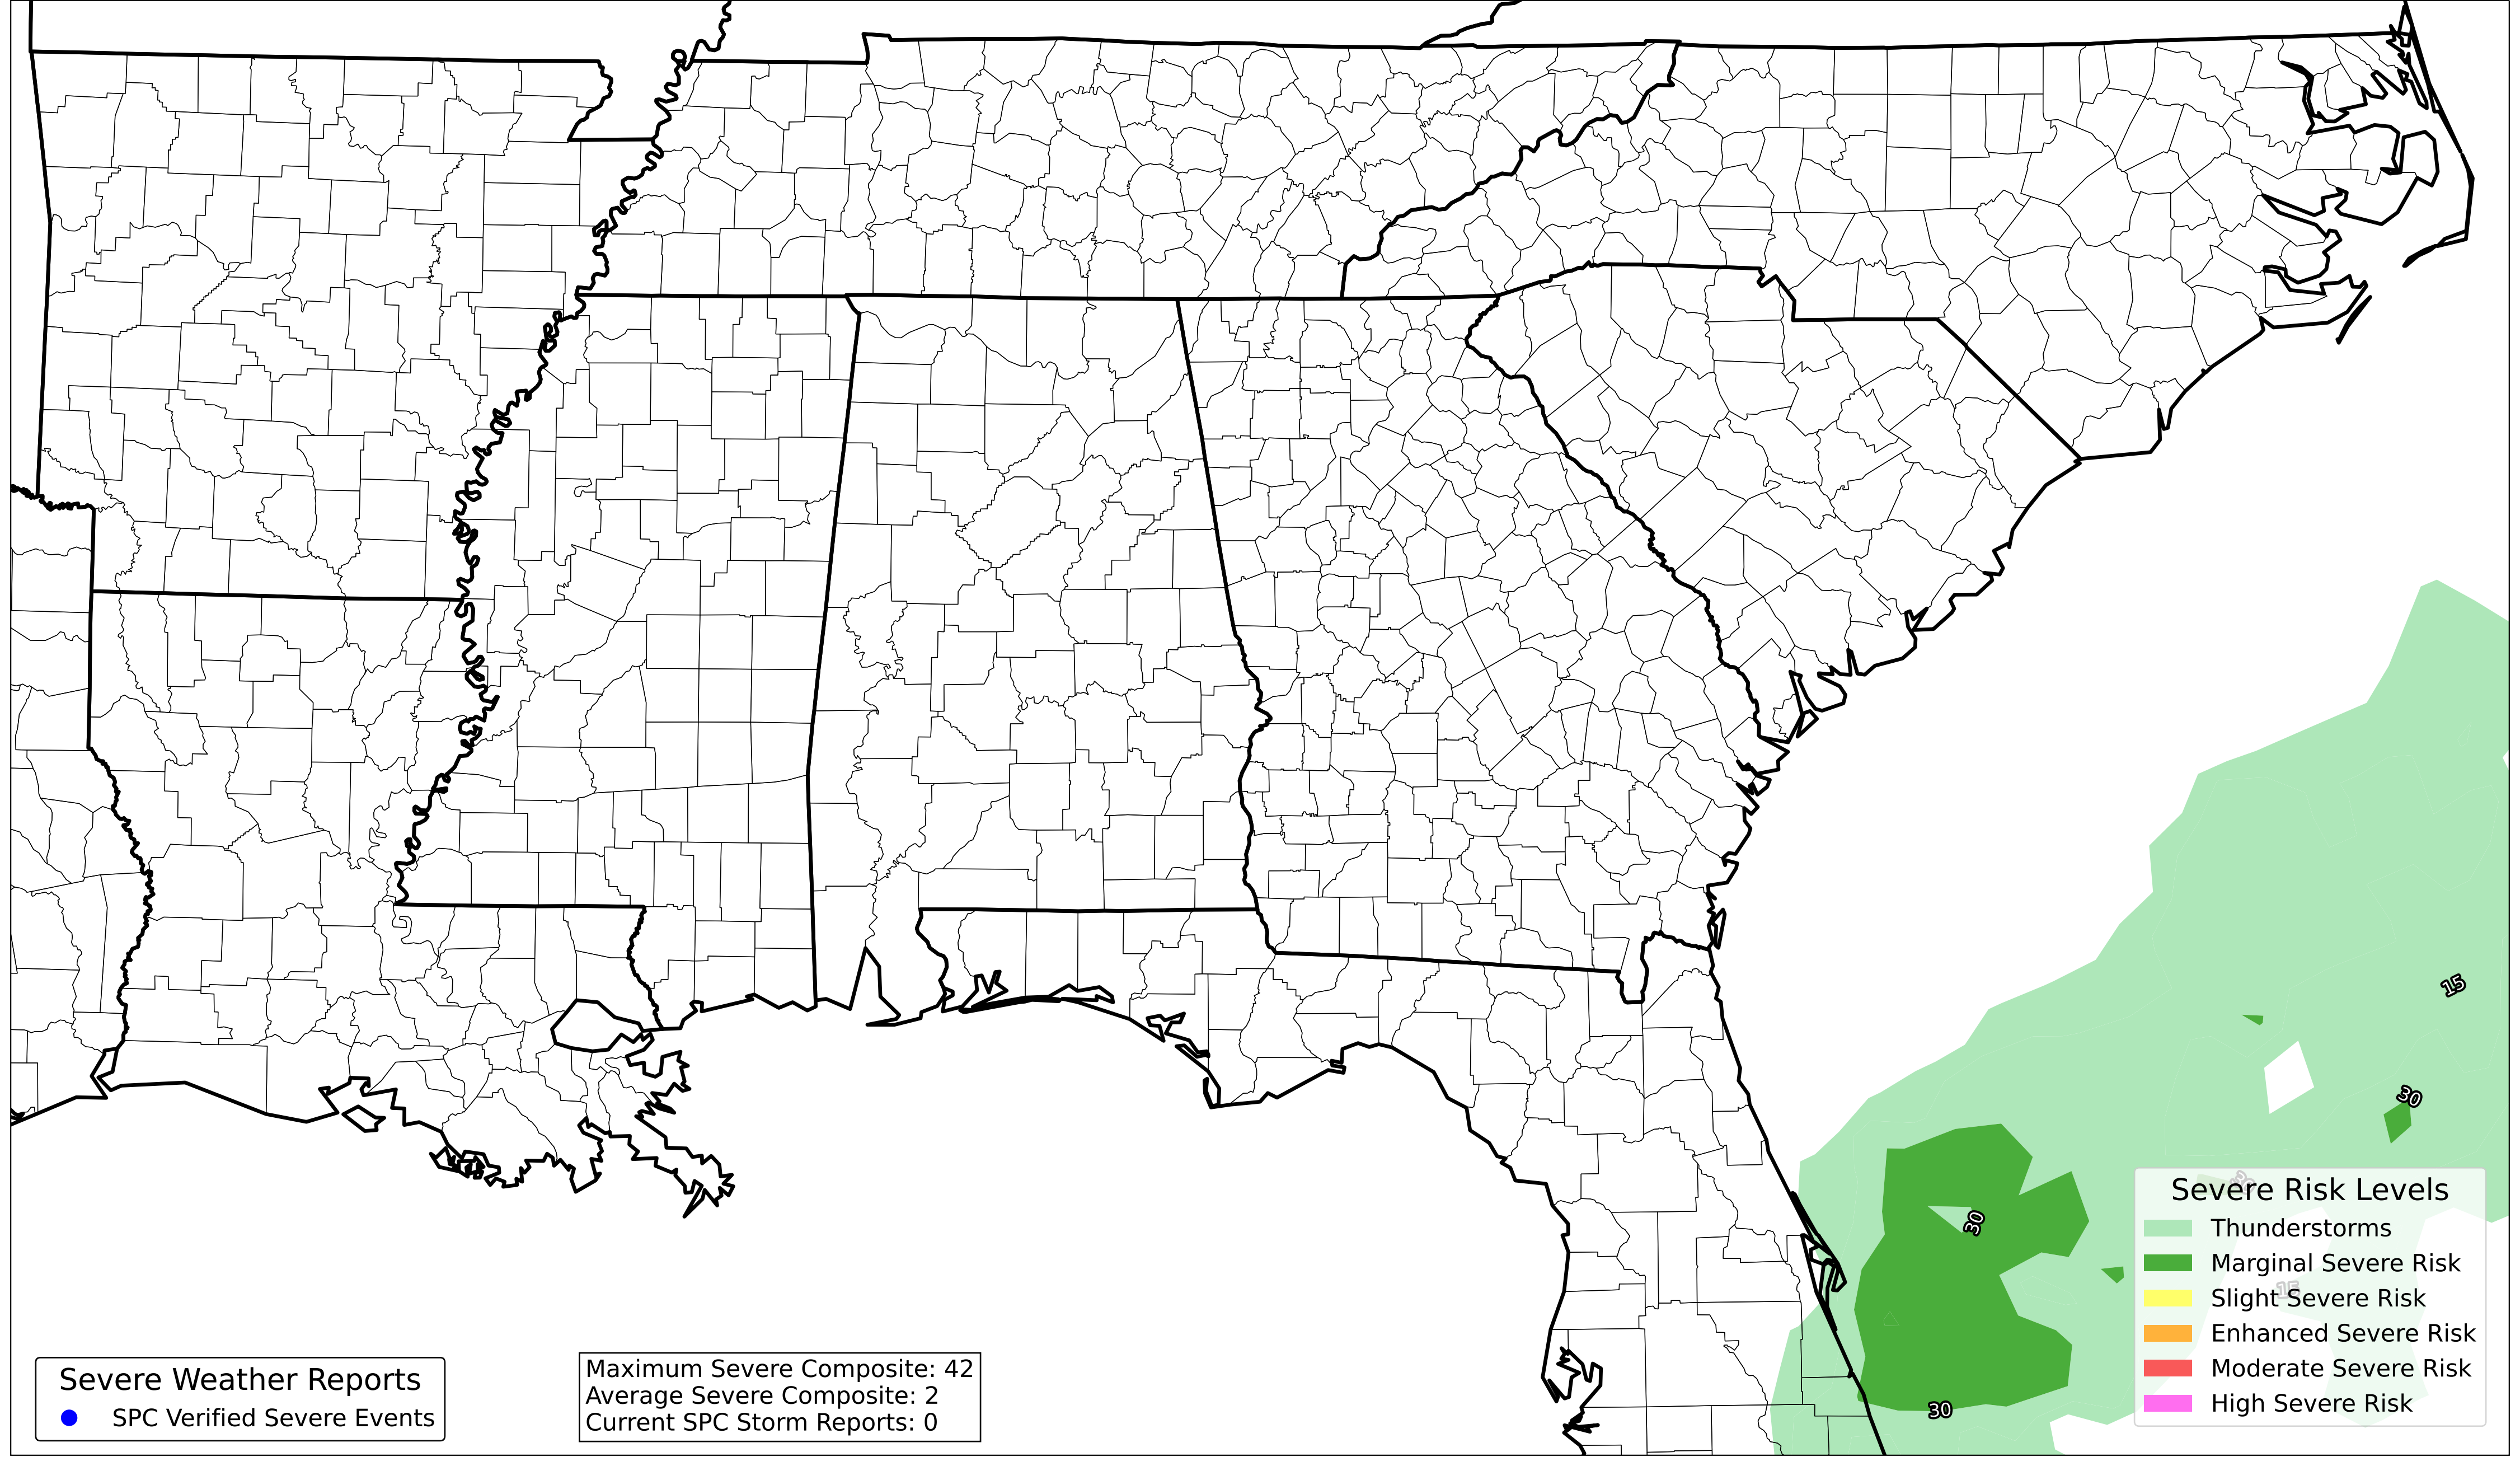 15
30
30
Severe Risk Levels
30
Thunderstorms
Marginal Severe Risk
15
Slight Severe Risk
Enhanced Severe Risk
Moderate Severe Risk
High Severe Risk
30
Maximum Severe Composite: 42
Average Severe Composite: 2
Current SPC Storm Reports: 0
Severe Weather Reports
SPC Verified Severe Events